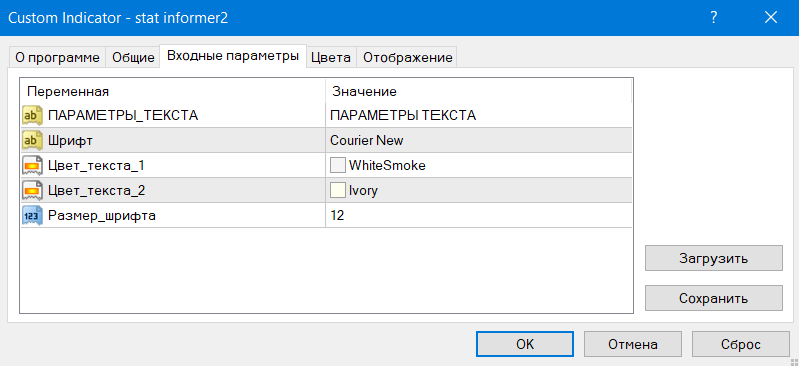 Custom Indicator - stat informer2
?
О программе Общие Входные параметры Цвета Отображение
Переменная Значение
ab ПАРАМЕТРЫ_ТЕКСТА ПАРАМЕТРЫ ТЕКСТА
ab Шрифт Courier New
Цвет_текста_1 WhiteSmoke
Цвет_текста_2 Ivory
123 Размер_шрифта 12
Загрузить
Сохранить
OK Отмена Сброс